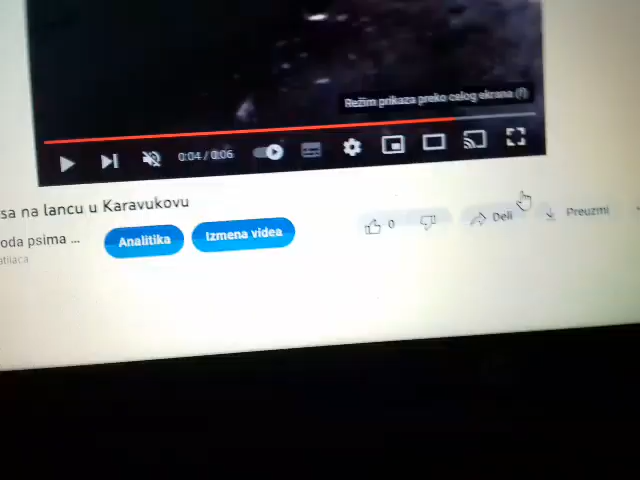 Režim prikaza preko celog ekrana (f)
0:04 / 0:06
sa na lancu u Karavukovu
oda psima ...
Analitika
Izmena videa
0
Deli
Preuzmi